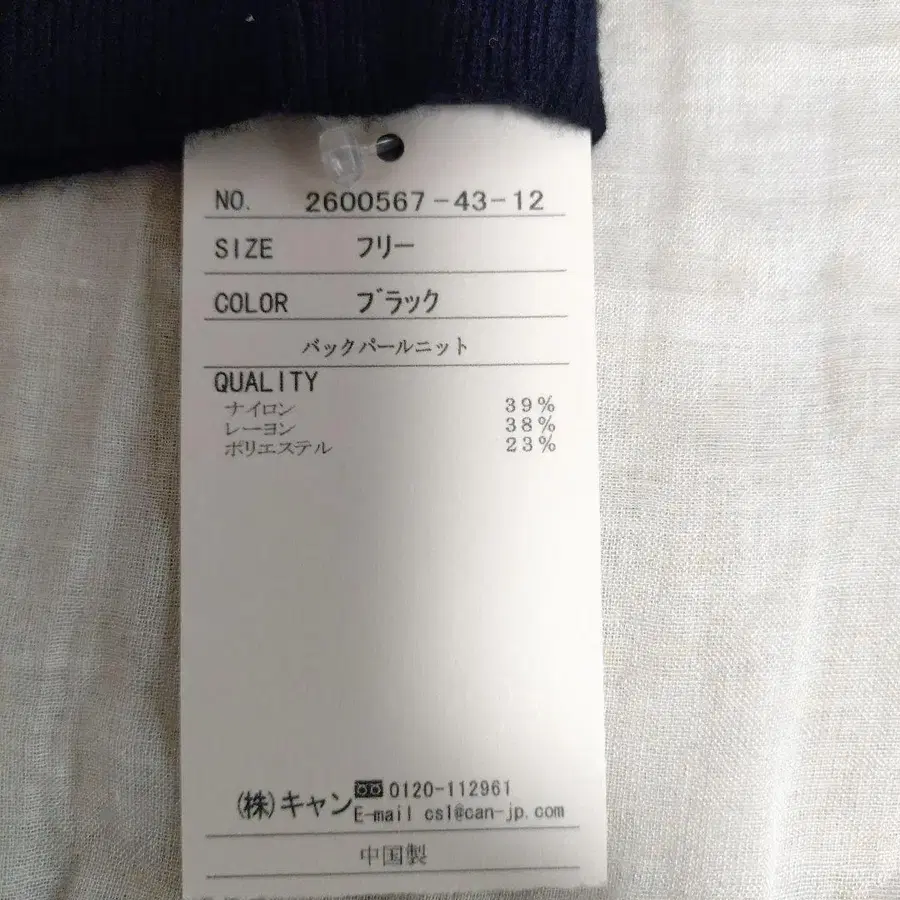 NO. 2600567-43-12
SIZE フリー
COLOR ブラック
バックパールニット
QUALITY
ナイロン 39%
レーヨン 38%
ポリエステル 23%
(株)キャン 0120-112961
E-mail cs1@can-jp.com
中国製